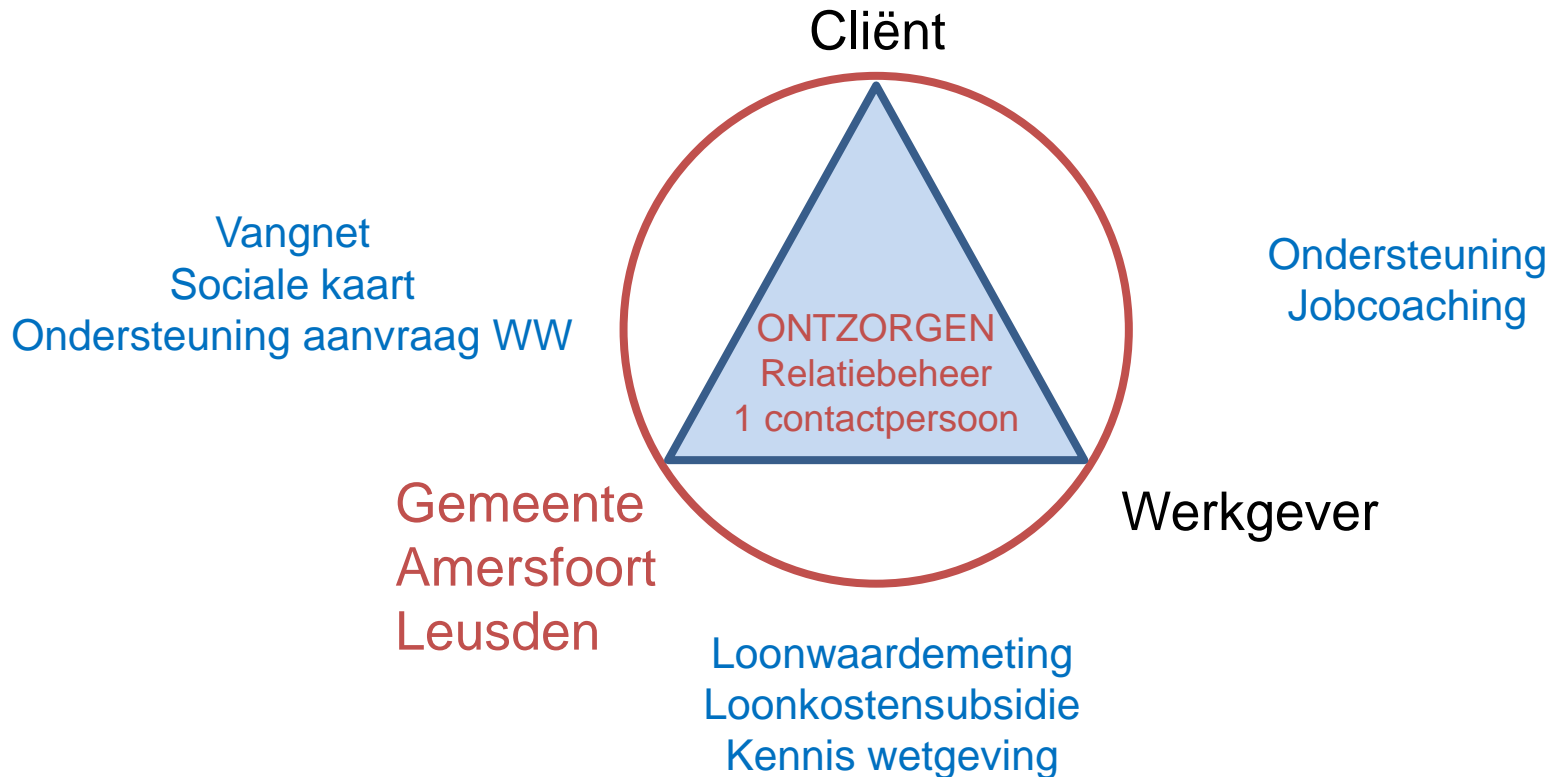 Cliënt
Vangnet
Sociale kaart
Ondersteuning aanvraag WW
Ondersteuning
Jobcoaching
ONTZORGEN
Relatiebeheer
1 contactpersoon
Gemeente
Amersfoort
Leusden
Werkgever
Loonwaardemeting
Loonkostensubsidie
Kennis wetgeving